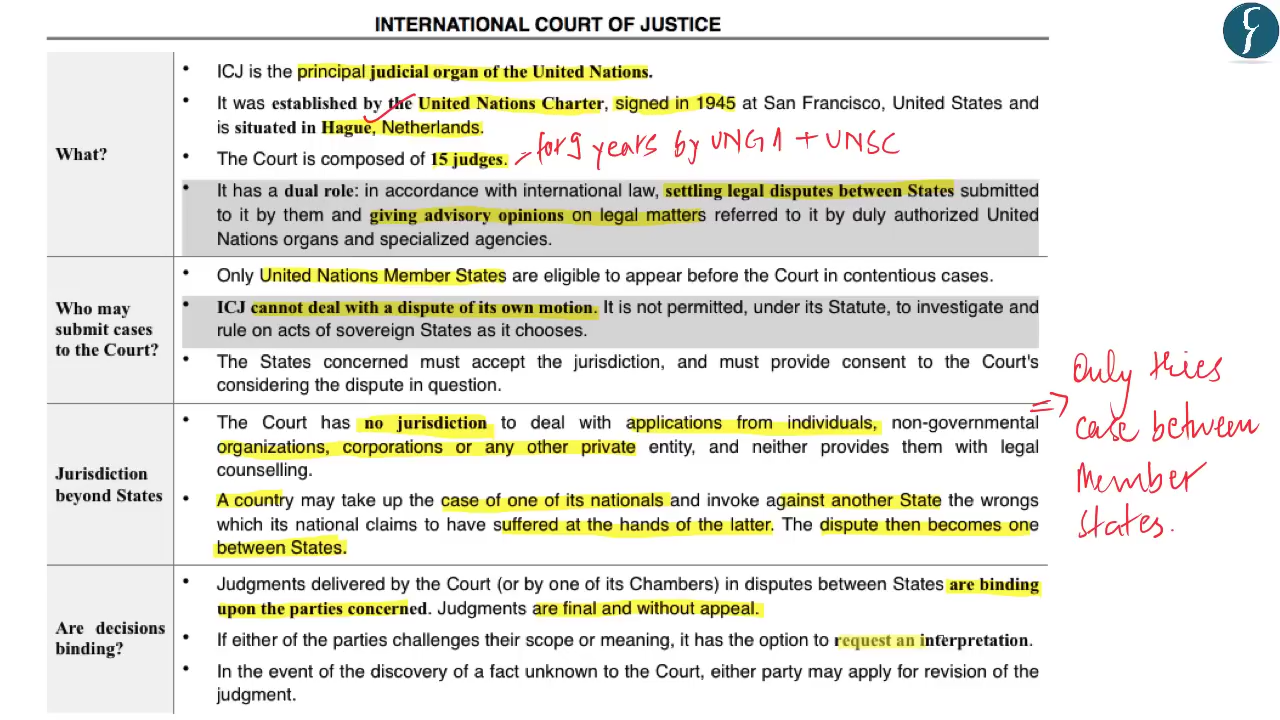 INTERNATIONAL COURT OF JUSTICE
What?
• ICJ is the principal judicial organ of the United Nations.
• It was established by the United Nations Charter, signed in 1945 at San Francisco, United States and
is situated in Hague, Netherlands.
• The Court is composed of 15 judges. for 9 years by UNGA + UNSC
• It has a dual role: in accordance with international law, settling legal disputes between States submitted
to it by them and giving advisory opinions on legal matters referred to it by duly authorized United
Nations organs and specialized agencies.
Who may
submit cases
to the Court?
• Only United Nations Member States are eligible to appear before the Court in contentious cases.
• ICJ cannot deal with a dispute of its own motion. It is not permitted, under its Statute, to investigate and
rule on acts of sovereign States as it chooses.
• The States concerned must accept the jurisdiction, and must provide consent to the Court's
considering the dispute in question.
Jurisdiction
beyond States
• The Court has no jurisdiction to deal with applications from individuals, non-governmental
organizations, corporations or any other private entity, and neither provides them with legal
counselling.
• A country may take up the case of one of its nationals and invoke against another State the wrongs
which its national claims to have suffered at the hands of the latter. The dispute then becomes one
between States.
=> Only tries
case between
Member
States.
Are decisions
binding?
• Judgments delivered by the Court (or by one of its Chambers) in disputes between States are binding
upon the parties concerned. Judgments are final and without appeal.
• If either of the parties challenges their scope or meaning, it has the option to request an interpretation.
• In the event of the discovery of a fact unknown to the Court, either party may apply for revision of the
judgment.